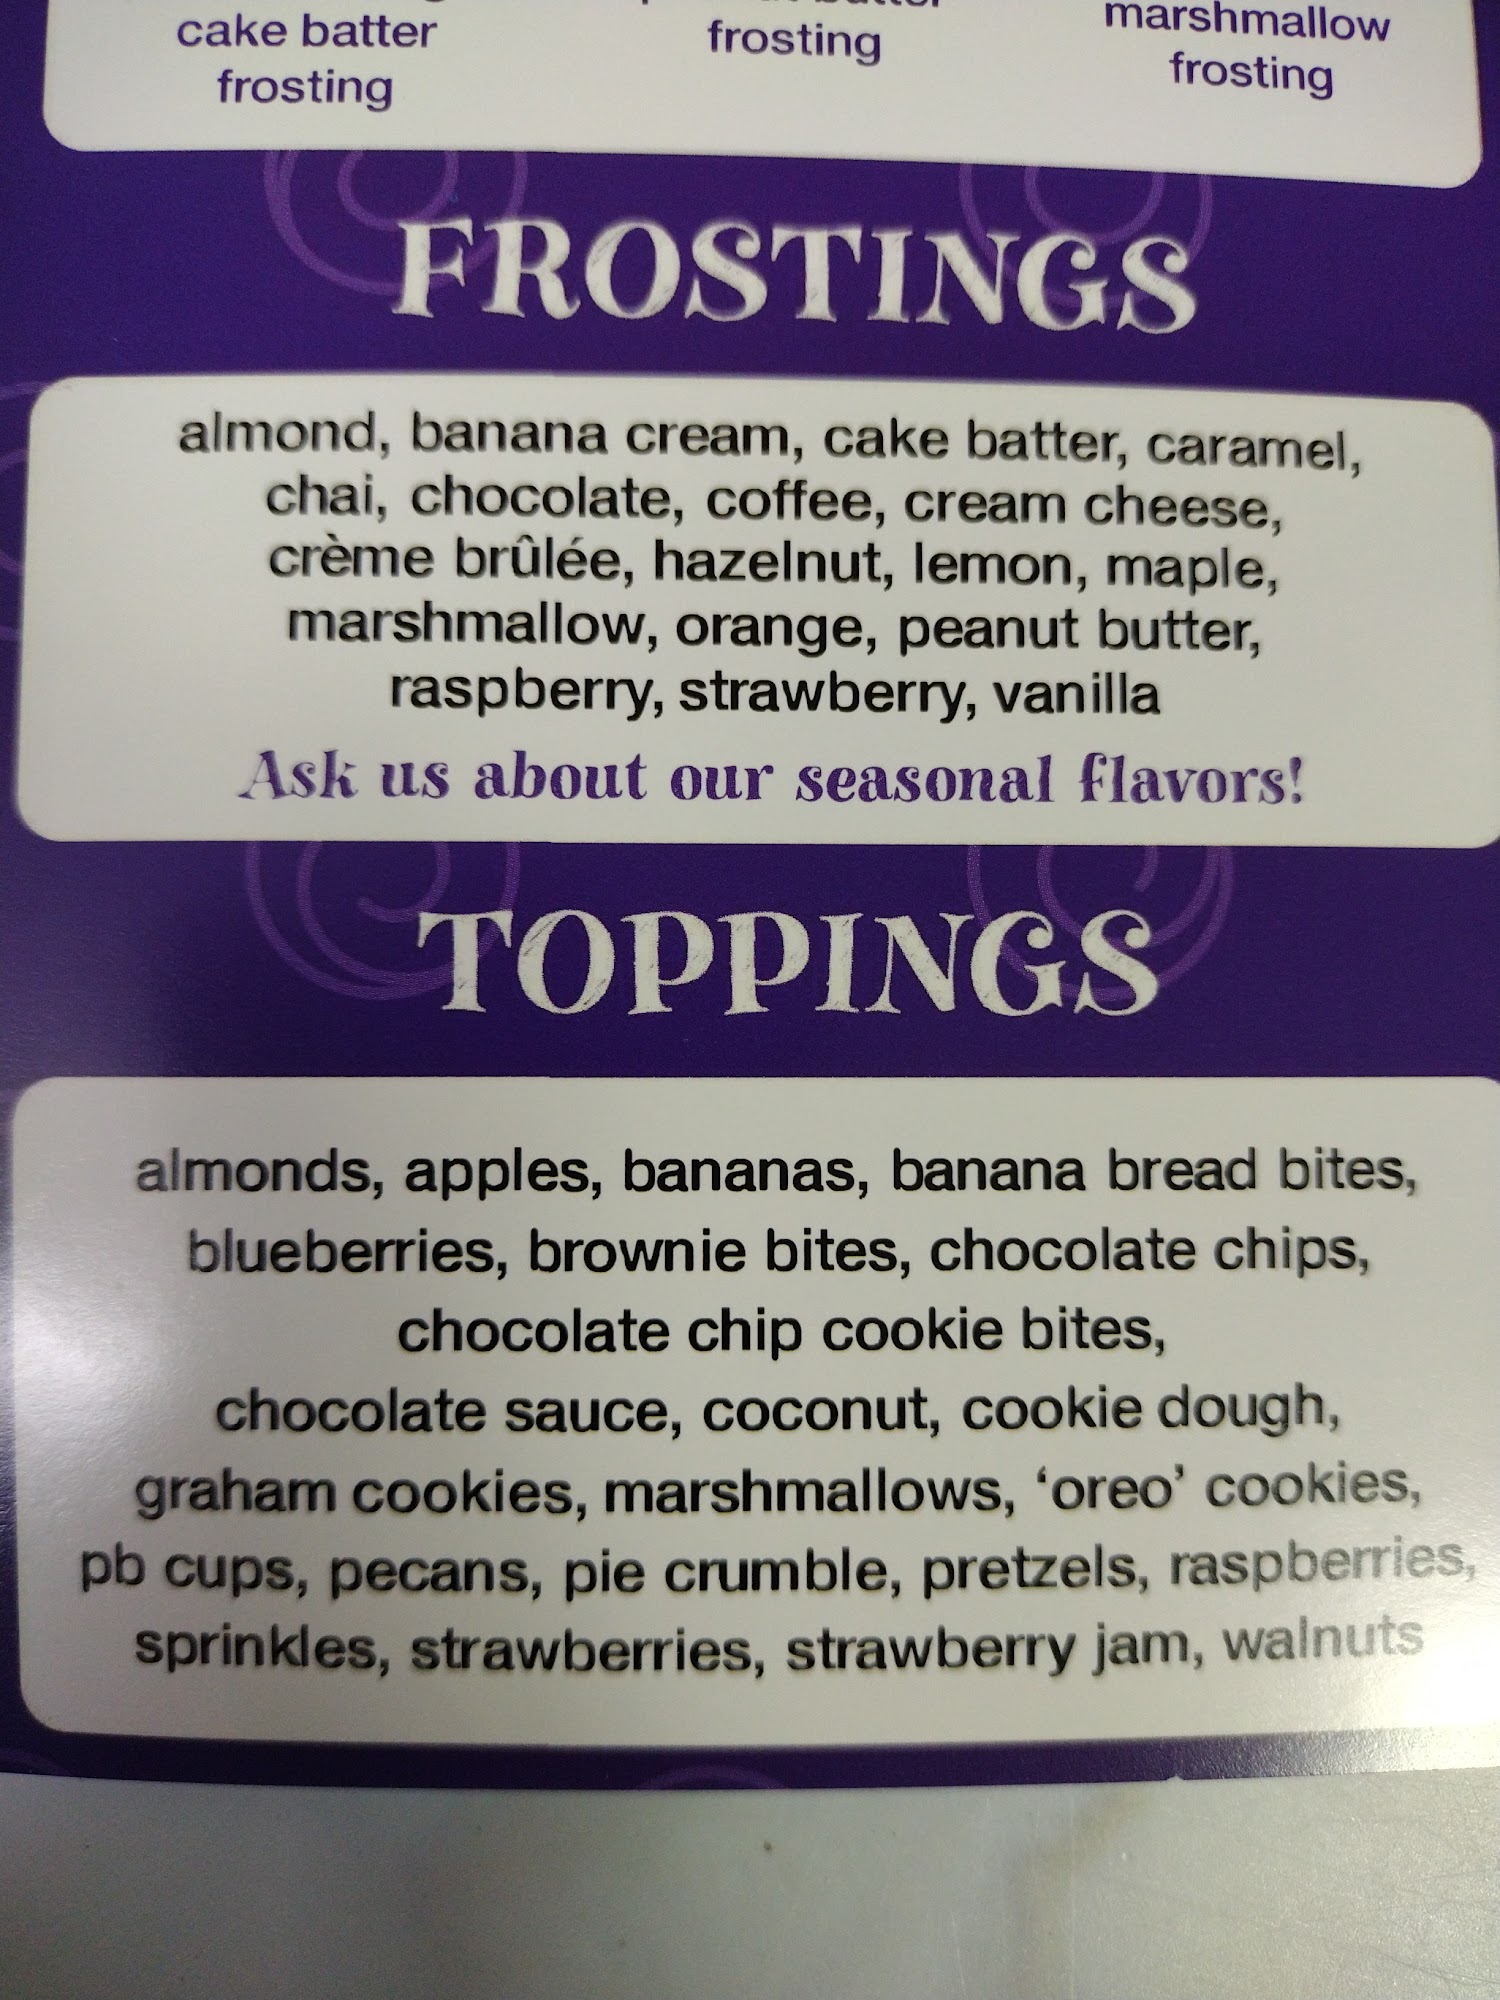 cake batter
frosting
frosting
marshmallow
frosting
FROSTINGS
almond, banana cream, cake batter, caramel,
chai, chocolate, coffee, cream cheese,
crème brûlée, hazelnut, lemon, maple,
marshmallow, orange, peanut butter,
raspberry, strawberry, vanilla
Ask us about our seasonal flavors!
TOPPINGS
almonds, apples, bananas, banana bread bites,
blueberries, brownie bites, chocolate chips,
chocolate chip cookie bites,
chocolate sauce, coconut, cookie dough,
graham cookies, marshmallows, ‘oreo’ cookies,
pb cups, pecans, pie crumble, pretzels, raspberries,
sprinkles, strawberries, strawberry jam, walnuts